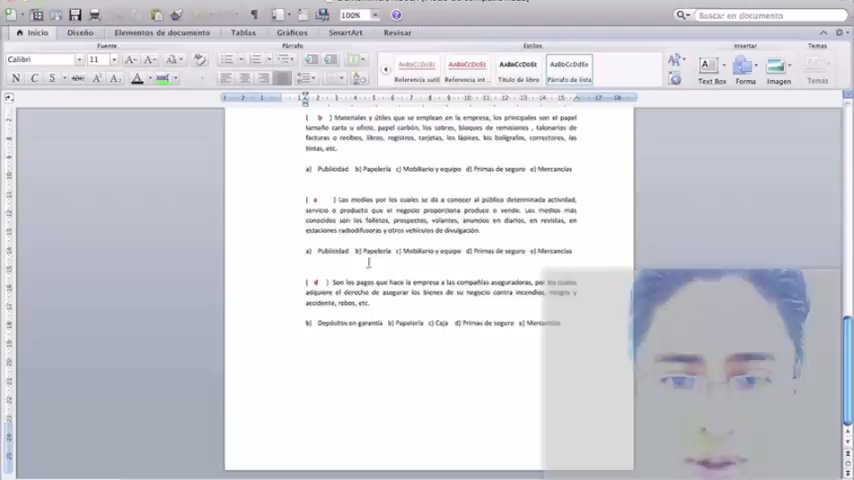 100%
Buscar en documento
Inicio Diseño Elementos de documento Tablas Gráficos SmartArt Revisar
Fuente Párrafo Estilos Insertar Temas
Calibri 11 AaBbCcDdEe AaBbCcDdEe AaBbCcDdEe AaBbCcDdEe
N C S Referencia sutil Referencia int... Título de libro Párrafo de lista Text Box Forma Imagen Temas
( b ) Materiales y útiles que se emplean en la empresa, los principales son el papel
tamaño carta u oficio, papel carbón, los sobres, bloques de remisiones , talonarios de
facturas o recibos, libros, registros, tarjetas, los lápices, los bolígrafos, correctores, las
tintas, etc.
a) Publicidad b) Papelería c) Mobiliario y equipo d) Primas de seguro e) Mercancías
( a ) Los medios por los cuales se da a conocer al público determinada actividad,
servicio o producto que el negocio proporciona produce o vende. Los medios más
conocidos son los folletos, prospectos, volantes, anuncios en diarios, en revistas, en
estaciones radiodifusoras y otros vehículos de divulgación.
a) Publicidad b) Papelería c) Mobiliario y equipo d) Primas de seguro e) Mercancías
( d ) Son los pagos que hace la empresa a las compañías aseguradoras, por los cuales
adquiere el derecho de asegurar los bienes de su negocio contra incendios, riesgos y
accidente, robos, etc.
b) Depósitos en garantía b) Papelería c) Caja d) Primas de seguro e) Mercancías